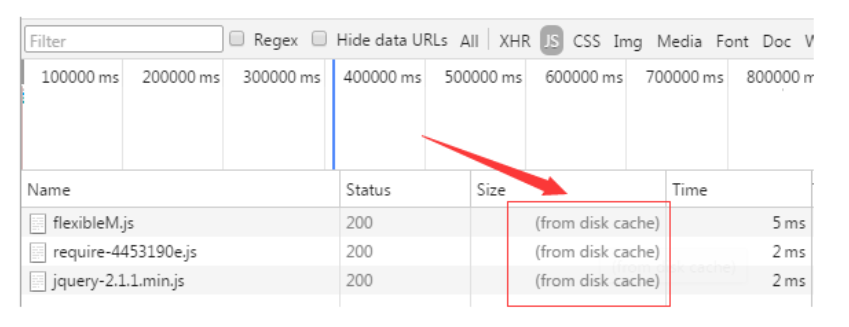 Filter Regex Hide data URLs All XHR JS CSS Img Media Font Doc
100000 ms 200000 ms 300000 ms 400000 ms 500000 ms 600000 ms 700000 ms 800000 m
Name Status Size Time
flexibleM.js 200 (from disk cache) 5 ms
require-4453190e.js 200 (from disk cache) 2 ms
(from disk cache)
jquery-2.1.1.min.js 200 (from disk cache) 2 ms